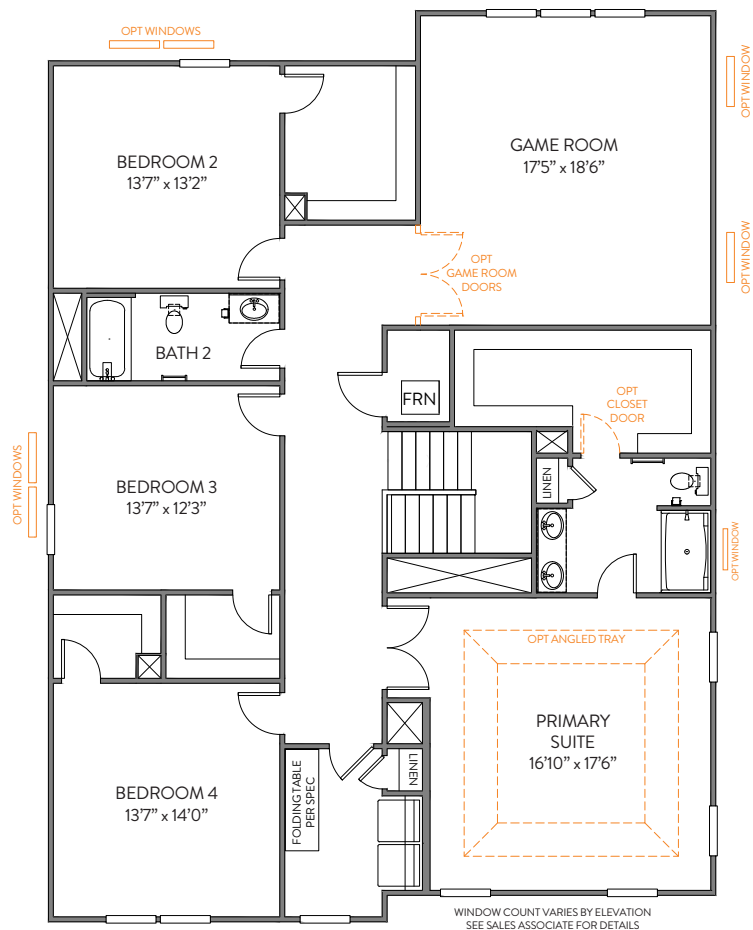 OPT WINDOWS
OPT WINDOW
BEDROOM 2
13’7” x 13’2”
GAME ROOM
17’5” x 18’6”
OPT WINDOW
OPT
GAME ROOM
DOORS
BATH 2
FRN
OPT
CLOSET
DOOR
OPT WINDOWS
BEDROOM 3
13’7” x 12’3”
LINEN
OPT WINDOW
OPT ANGLED TRAY
PRIMARY
SUITE
16’10” x 17’6”
BEDROOM 4
13’7” x 14’0”
FOLDING TABLE
PER SPEC
LINEN
WINDOW COUNT VARIES BY ELEVATION
SEE SALES ASSOCIATE FOR DETAILS